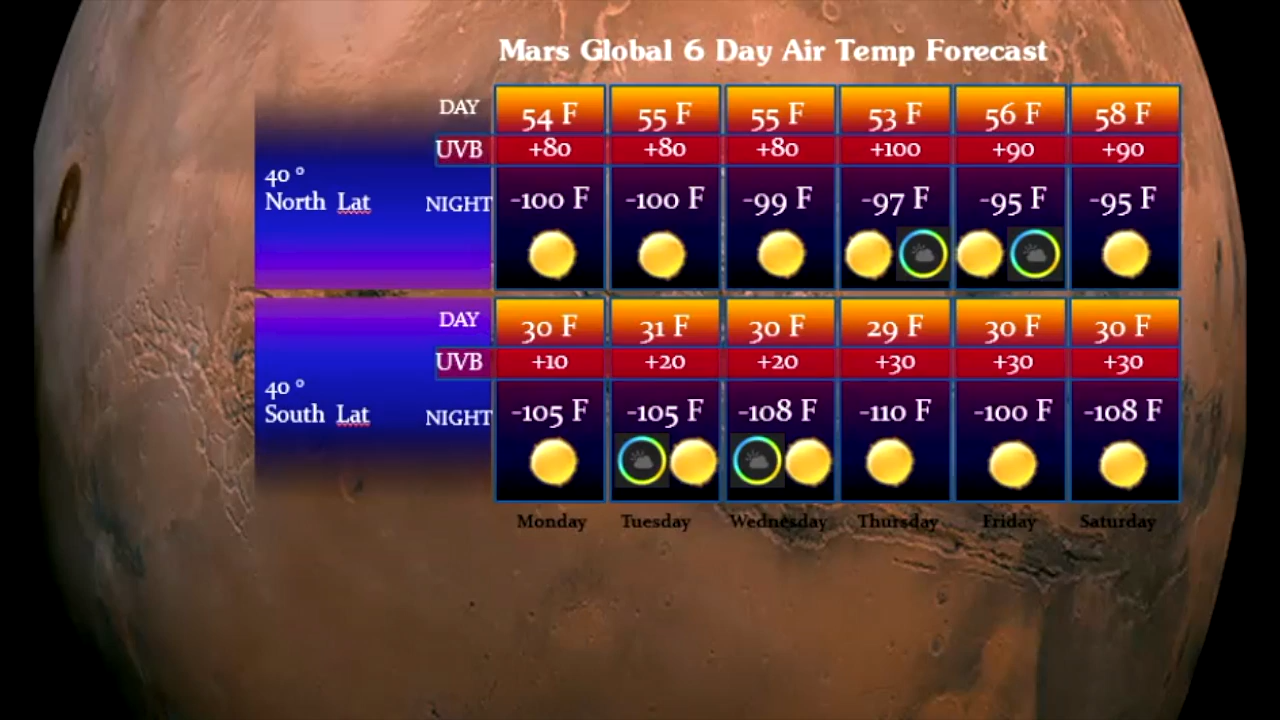 Mars Global 6 Day Air Temp Forecast
DAY 54 F 55 F 55 F 53 F 56 F 58 F
UVB +80 +80 +80 +100 +90 +90
40 °
North Lat
NIGHT -100 F -100 F -99 F -97 F -95 F -95 F
DAY 30 F 31 F 30 F 29 F 30 F 30 F
UVB +10 +20 +20 +30 +30 +30
40 °
South Lat
NIGHT -105 F -105 F -108 F -110 F -100 F -108 F
Monday Tuesday Wednesday Thursday Friday Saturday